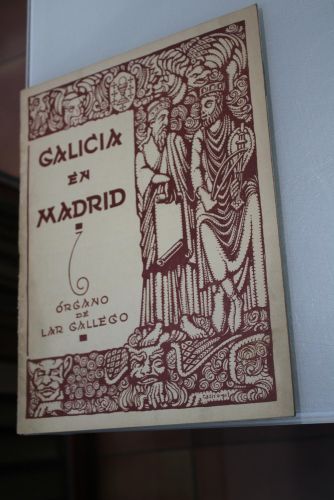 GALICIA
EN
MADRID
ÓRGANO
DE
LAR GALLEGO